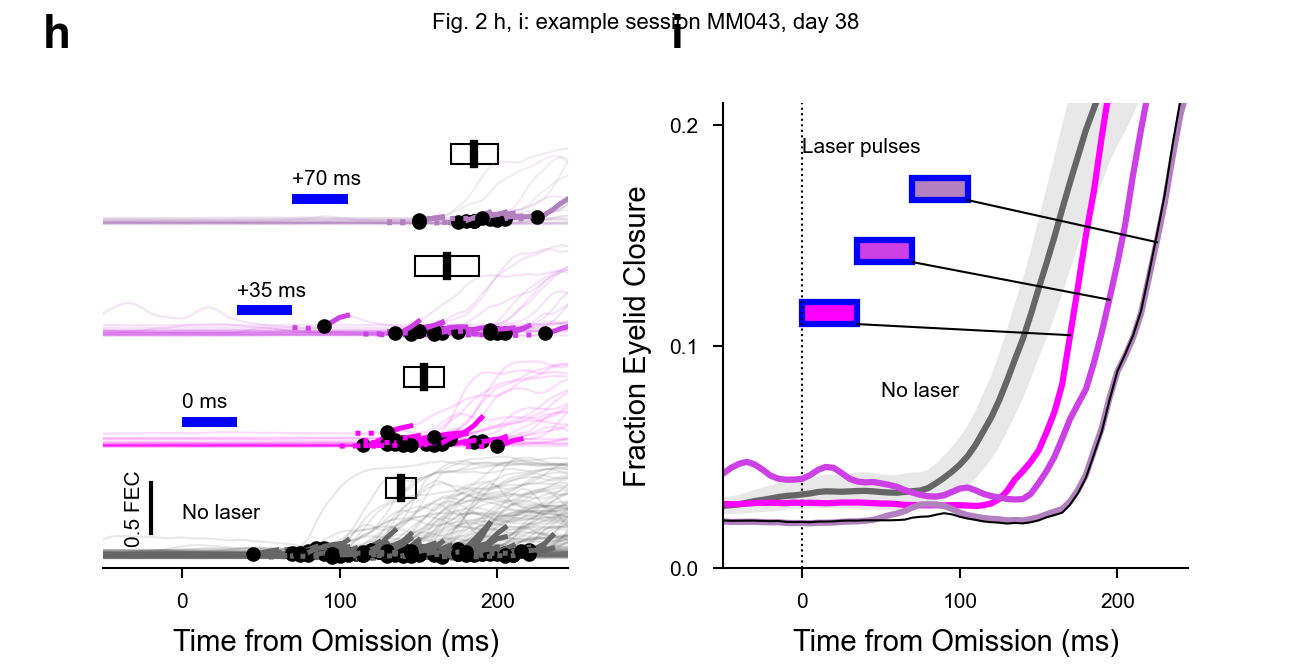 Fig. 2 h, i: example session MM043, day 38
h
+70 ms
+35 ms
0 ms
No laser
0.5 FEC
0
100
200
Time from Omission (ms)
i
Fraction Eyelid Closure
0.2
0.1
0.0
Laser pulses
No laser
0
100
200
Time from Omission (ms)